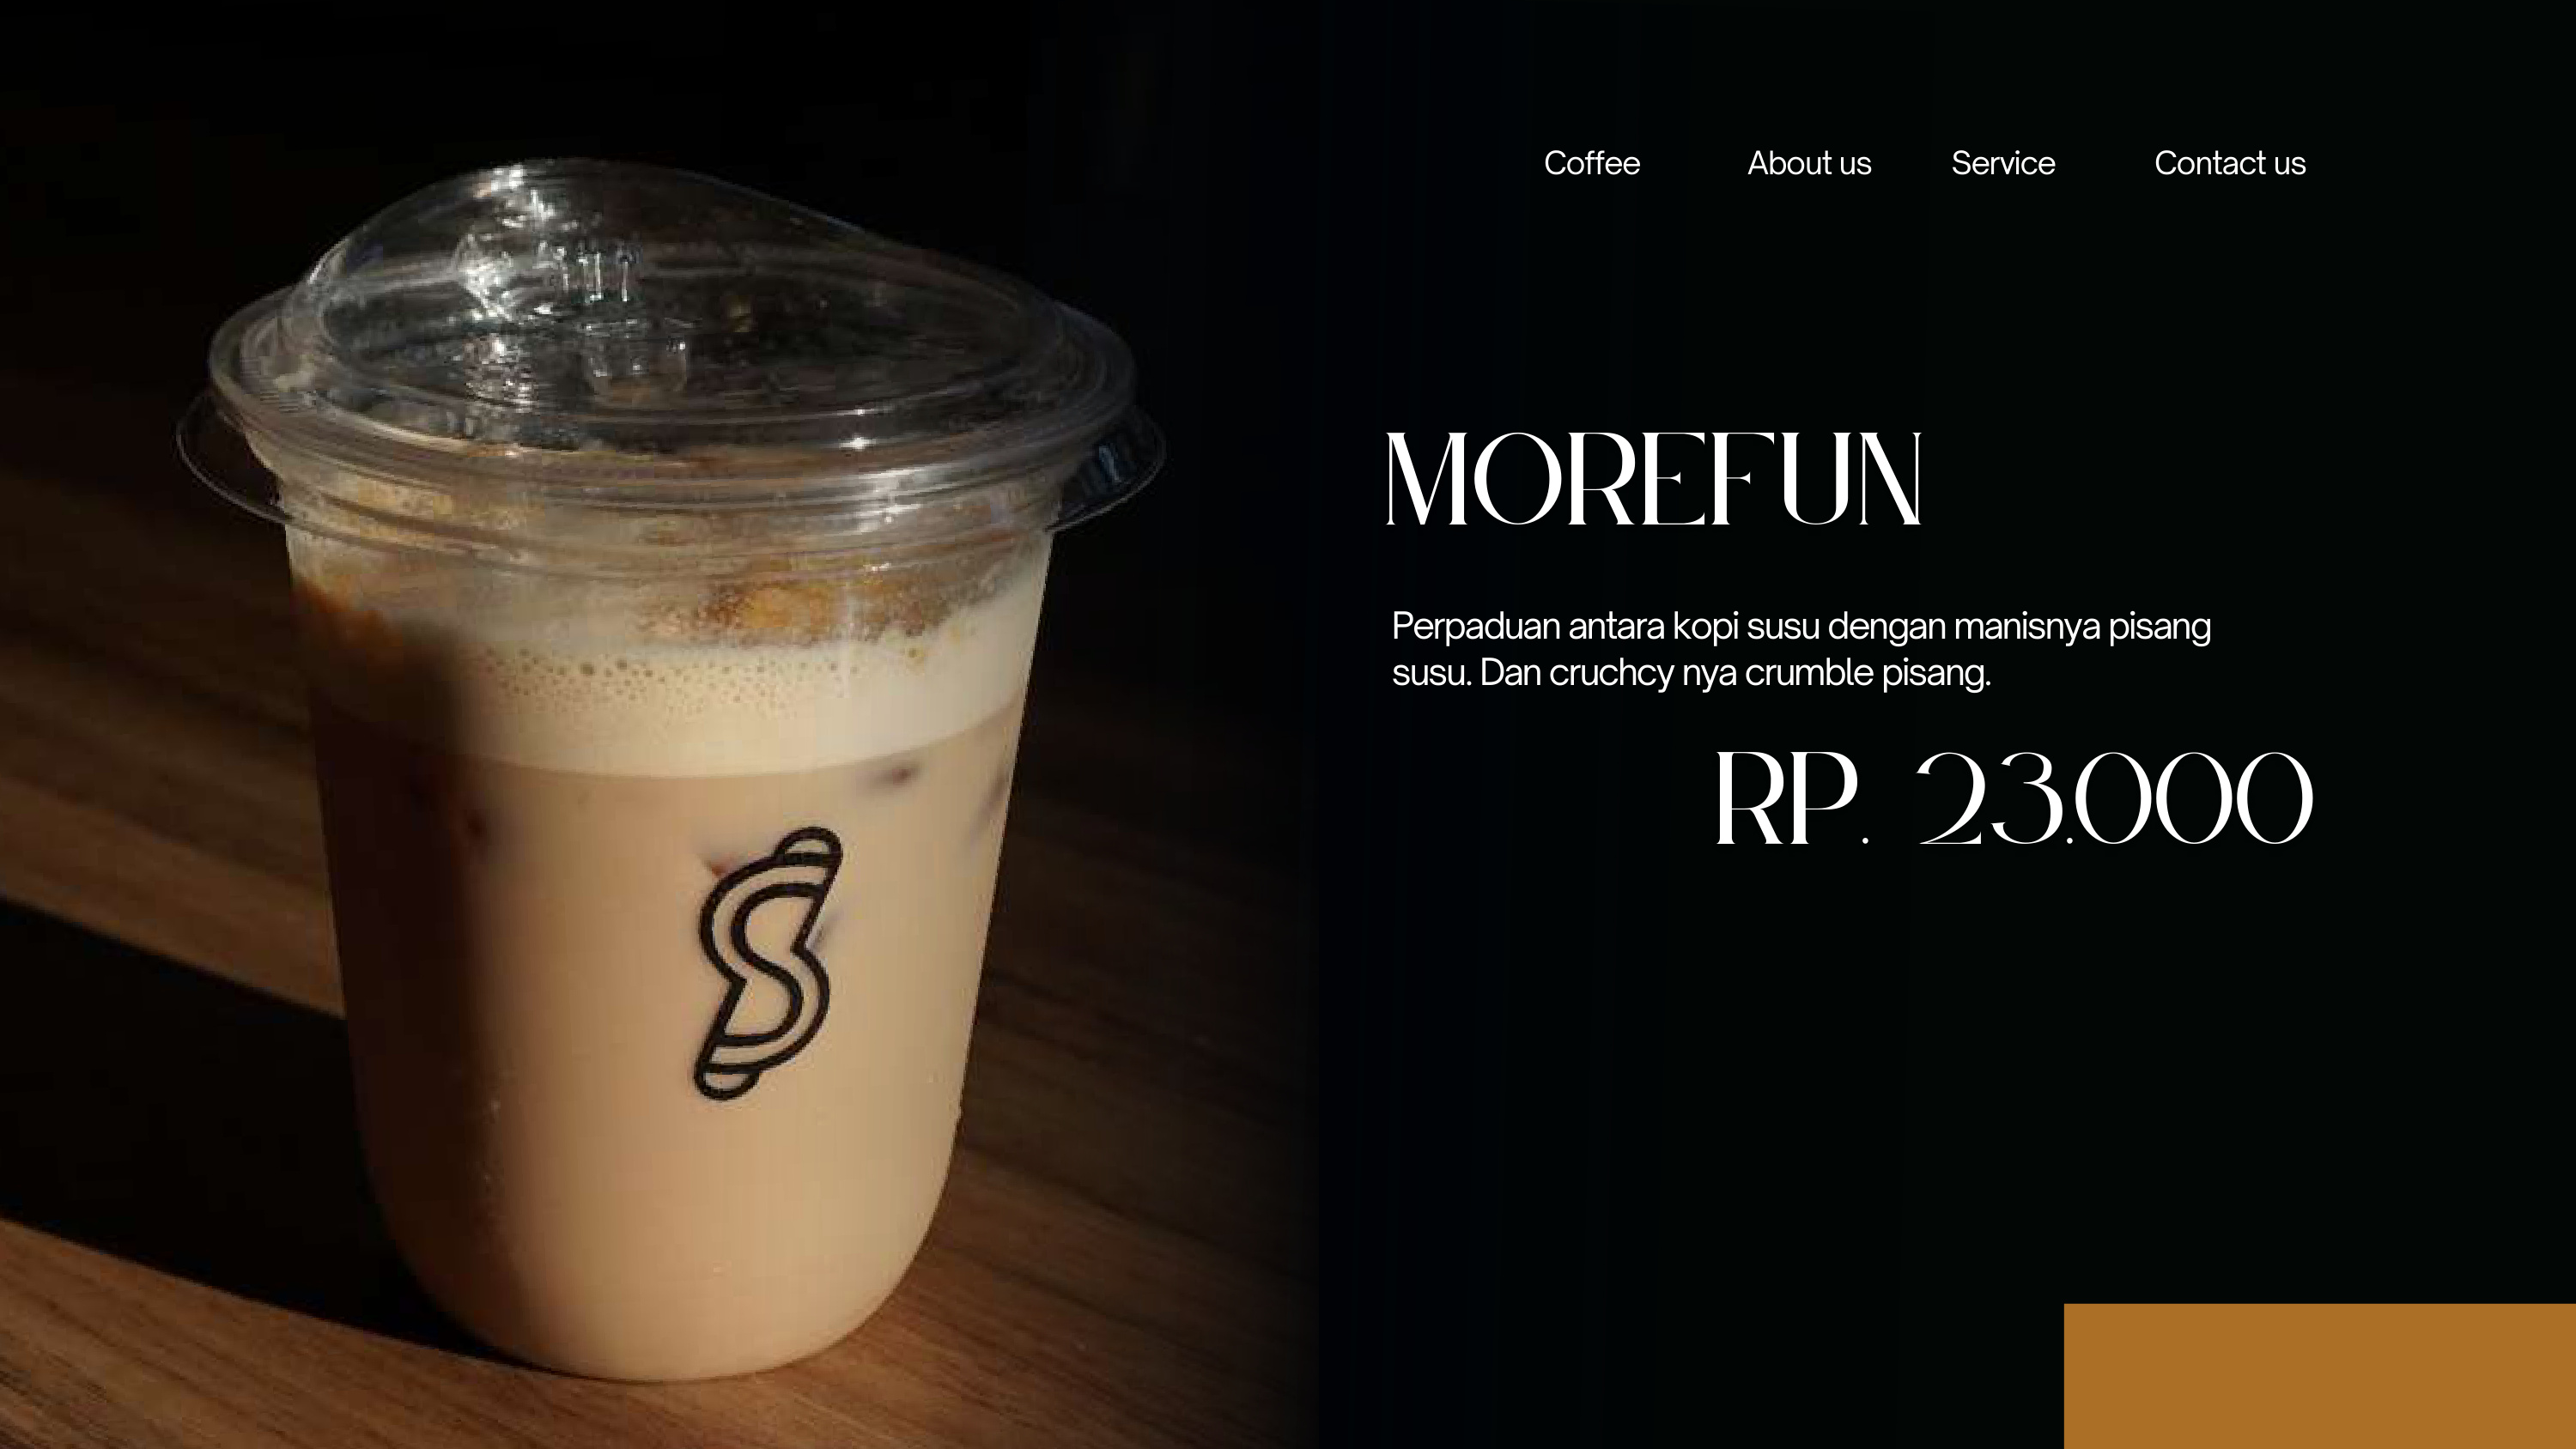 Coffee About us Service Contact us
MOREFUN
Perpaduan antara kopi susu dengan manisnya pisang
susu. Dan cruchcy nya crumble pisang.
RP. 23.000
S